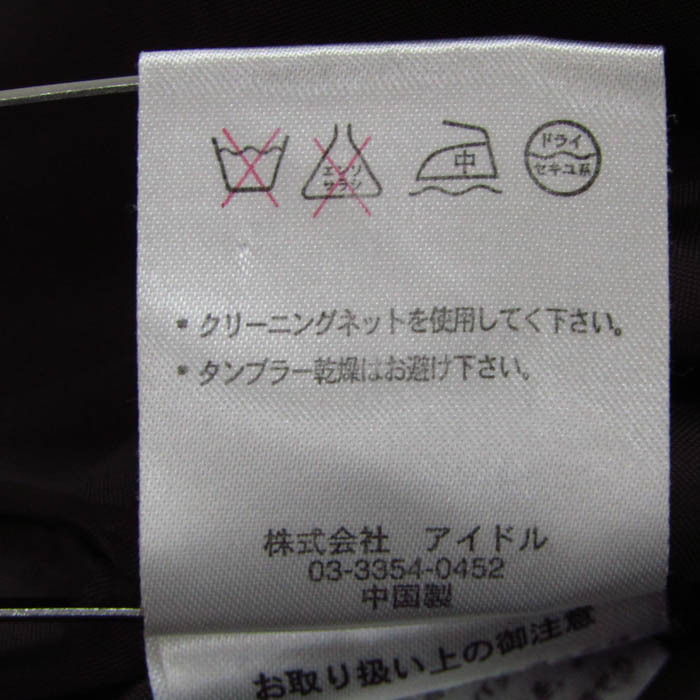 エンソ
サラシ
中
ドライ
セキユ系
* クリーニングネットを使用してく下さい。
* タンブラー乾燥はお避け下さい。
株式会社 アイドル
03-3354-0452
中国製
お取り扱い上の御注意